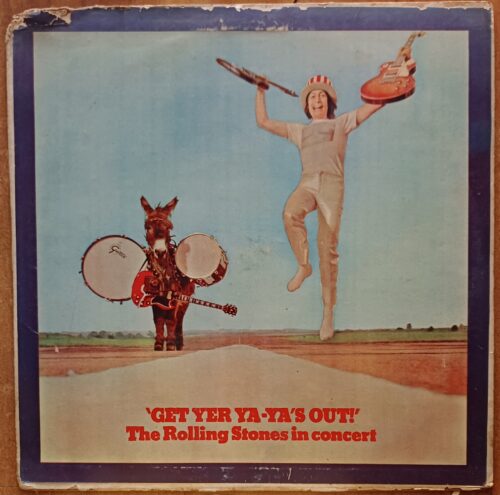 'GET YER YA-YA'S OUT!'
The Rolling Stones in concert